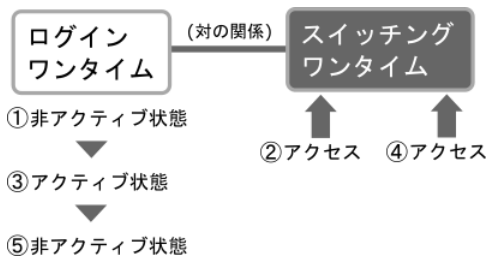 ログイン
ワンタイム
(対の関係)
スイッチング
ワンタイム
①非アクティブ状態
②アクセス
④アクセス
③アクティブ状態
⑤非アクティブ状態